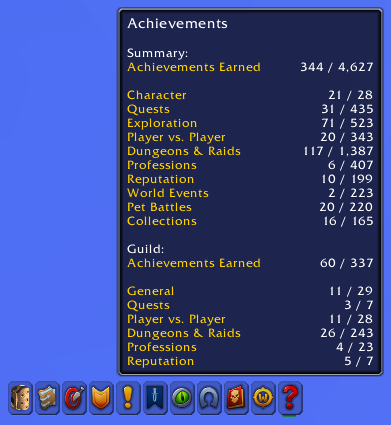 Achievements
Summary:
Achievements Earned 344 / 4,627
Character 21 / 28
Quests 31 / 435
Exploration 71 / 523
Player vs. Player 20 / 343
Dungeons & Raids 117 / 1,387
Professions 6 / 407
Reputation 10 / 199
World Events 2 / 223
Pet Battles 20 / 220
Collections 16 / 165
Guild:
Achievements Earned 60 / 337
General 11 / 29
Quests 3 / 7
Player vs. Player 11 / 28
Dungeons & Raids 26 / 243
Professions 4 / 23
Reputation 5 / 7